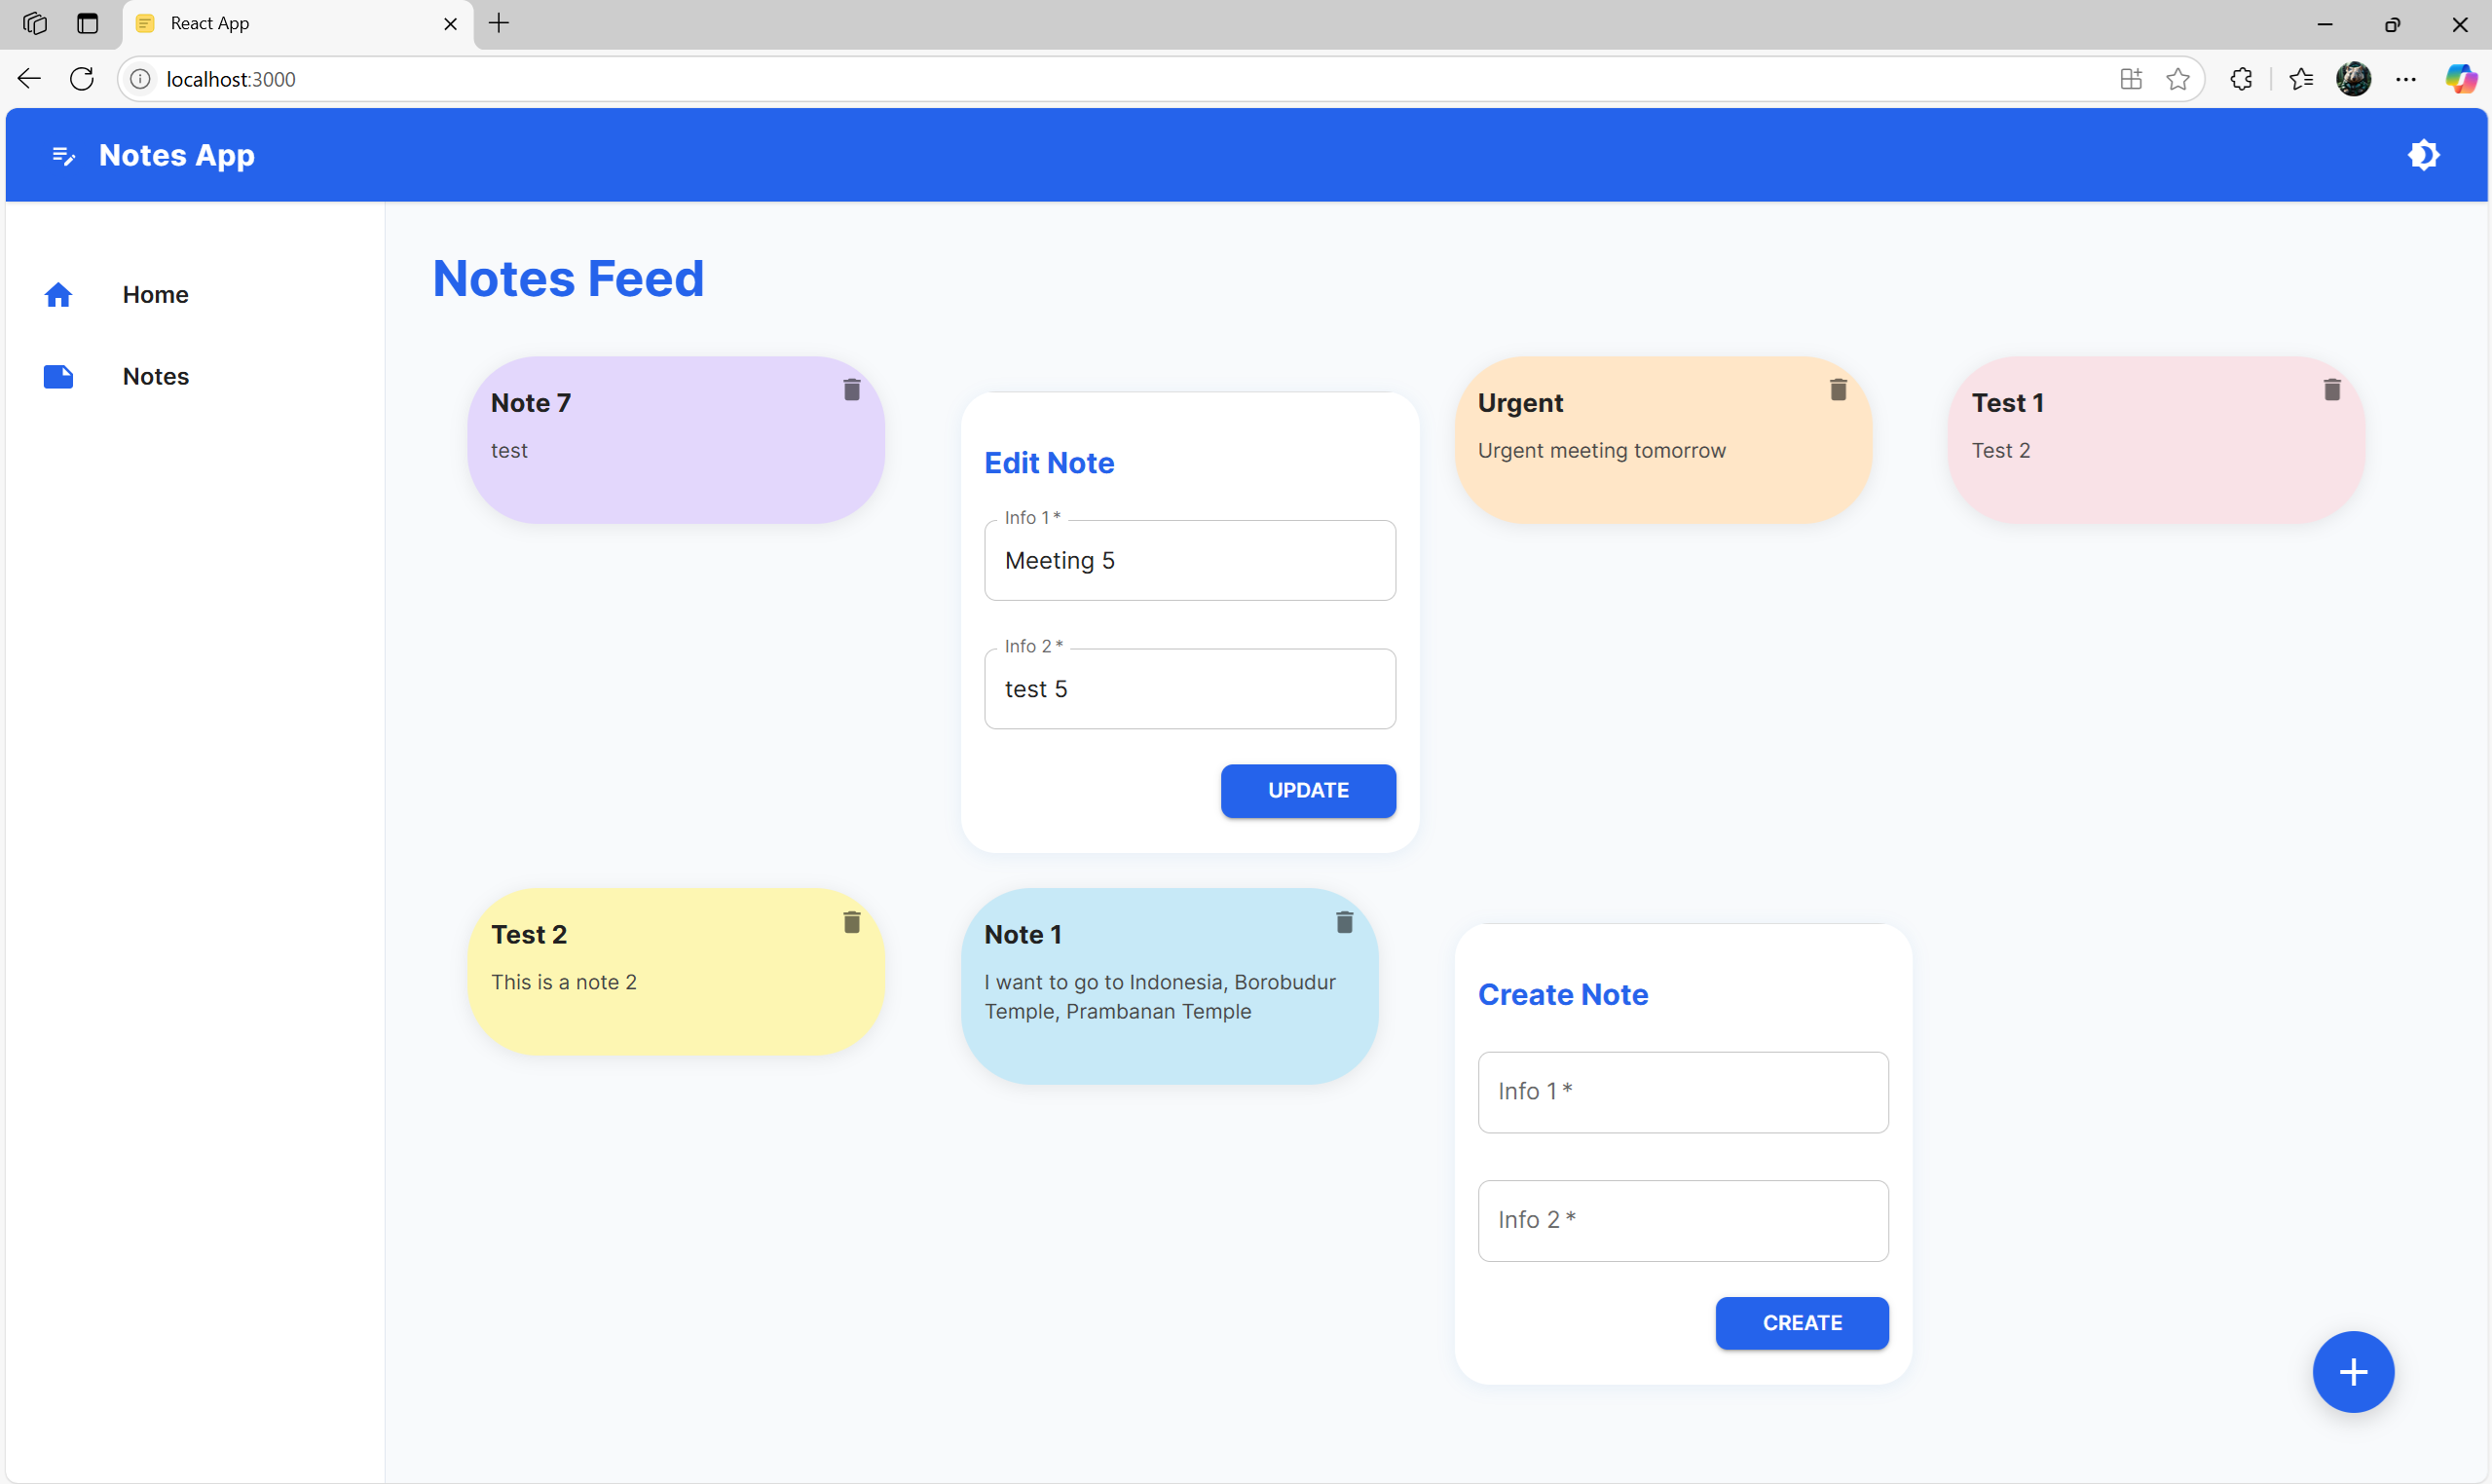 React App
localhost:3000
Notes App
Home
Notes
Notes Feed
Note 7
test
Edit Note
Info 1 *
Meeting 5
Info 2 *
test 5
UPDATE
Urgent
Urgent meeting tomorrow
Test 1
Test 2
Test 2
This is a note 2
Note 1
I want to go to Indonesia, Borobudur
Temple, Prambanan Temple
Create Note
Info 1 *
Info 2 *
CREATE